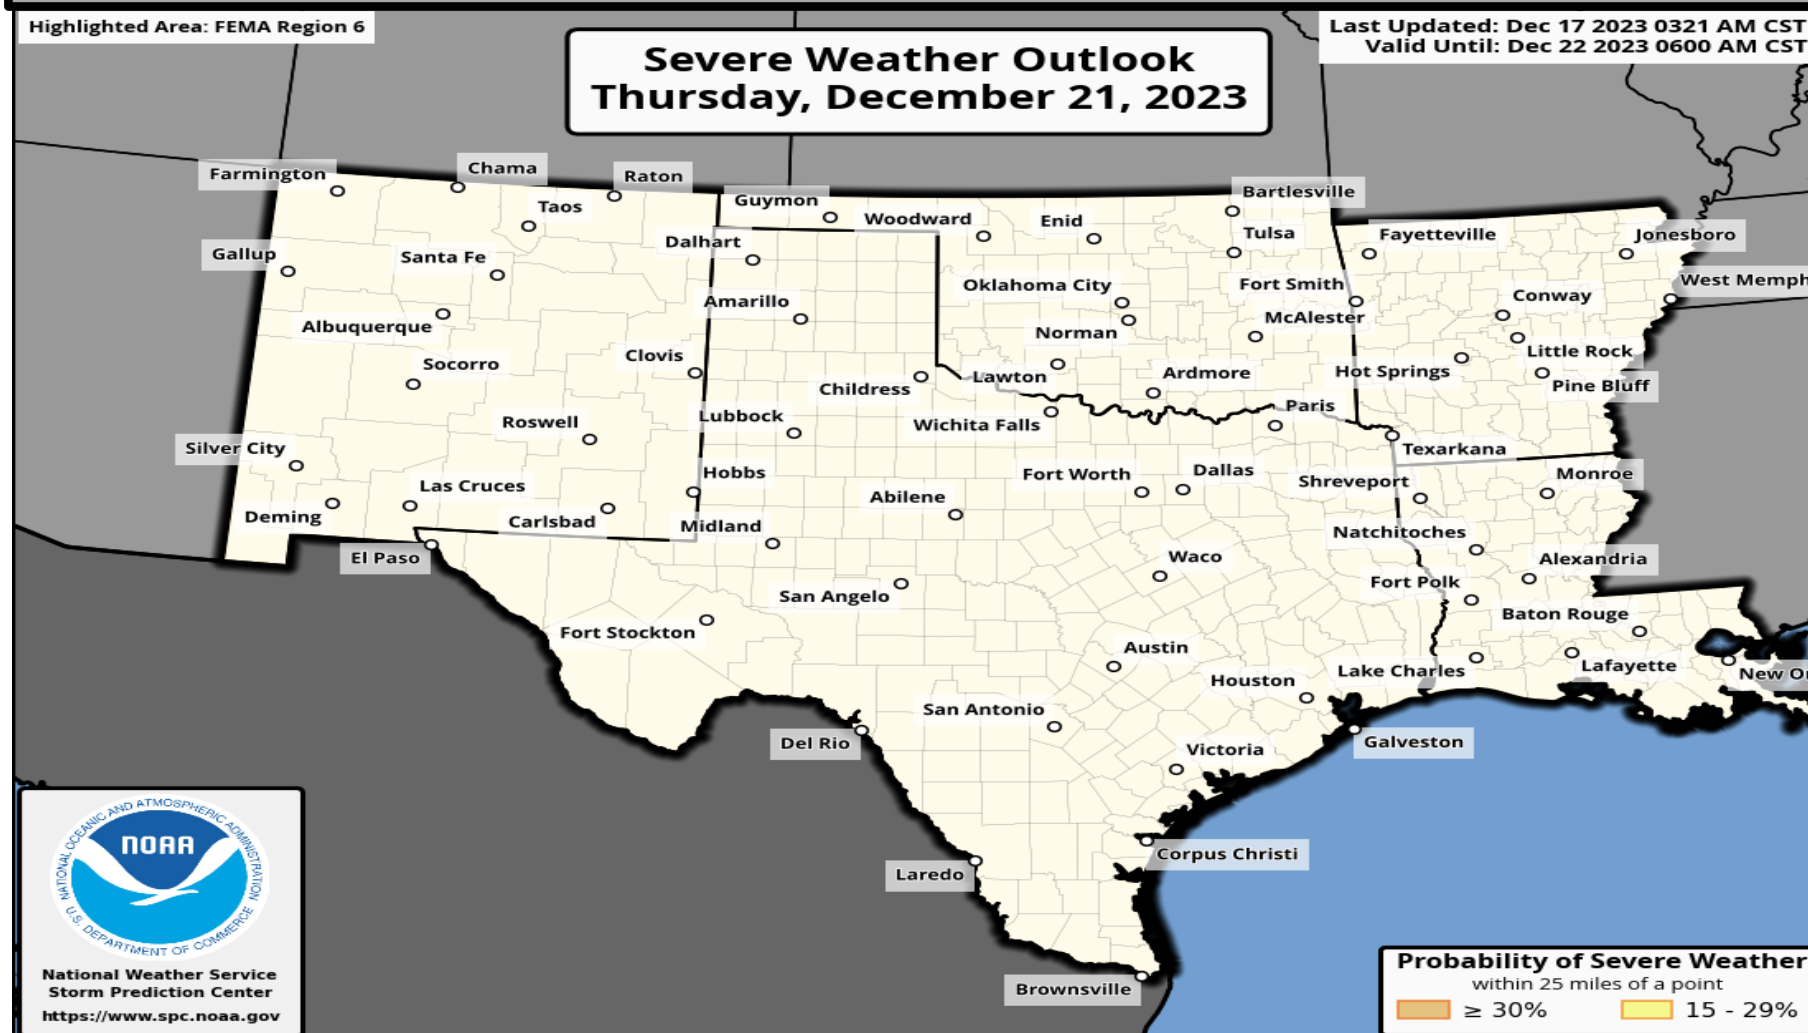 Highlighted Area: FEMA Region 6
Severe Weather Outlook
Thursday, December 21, 2023
Last Updated: Dec 17 2023 0321 AM CST
Valid Until: Dec 22 2023 0600 AM CST
Farmington
Chama
Raton
Taos
Guymon
Woodward
Enid
Bartlesville
Tulsa
Fayetteville
Jonesboro
Gallup
Santa Fe
Dalhart
Oklahoma City
Fort Smith
Conway
West Memph
Albuquerque
Amarillo
Norman
McAlester
Little Rock
Socorro
Clovis
Childress
Lawton
Ardmore
Hot Springs
Pine Bluff
Roswell
Lubbock
Wichita Falls
Paris
Texarkana
Silver City
Las Cruces
Hobbs
Abilene
Fort Worth
Dallas
Shreveport
Monroe
Deming
Carlsbad
Midland
Natchitoches
El Paso
San Angelo
Waco
Fort Polk
Alexandria
Fort Stockton
Austin
Baton Rouge
Houston
Lake Charles
Lafayette
New Or
San Antonio
Del Rio
Victoria
Galveston
Laredo
Corpus Christi
Brownsville
NATIONAL OCEANIC AND ATMOSPHERIC ADMINISTRATION
NOAA
U.S. DEPARTMENT OF COMMERCE
National Weather Service
Storm Prediction Center
https://www.spc.noaa.gov
Probability of Severe Weather
within 25 miles of a point
≥ 30%
15 - 29%